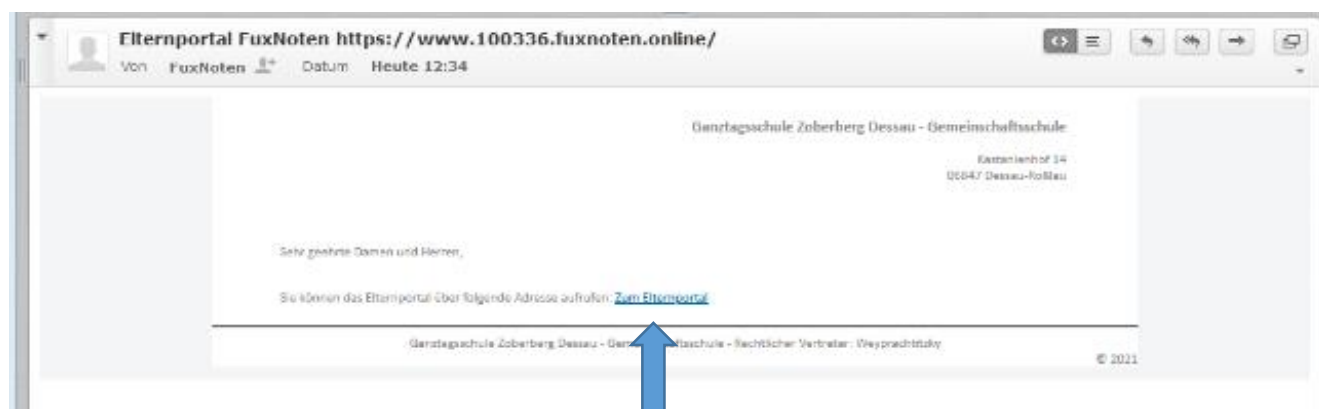 Elternportal FuxNoten https://www.100336.fuxnoten.online/
Von FuxNoten Datum Heute 12:34
Ganztagsschule Zoberberg Dessau - Gemeinschaftsschule
Kastanienhof 14
06847 Dessau-Roßlau
Sehr geehrte Damen und Herren,
Sie können das Elternportal über folgende Adresse aufrufen: Zum Elternportal
Ganztagsschule Zoberberg Dessau - Gem ftsschule - Rechtlicher Vertreter:
© 2021